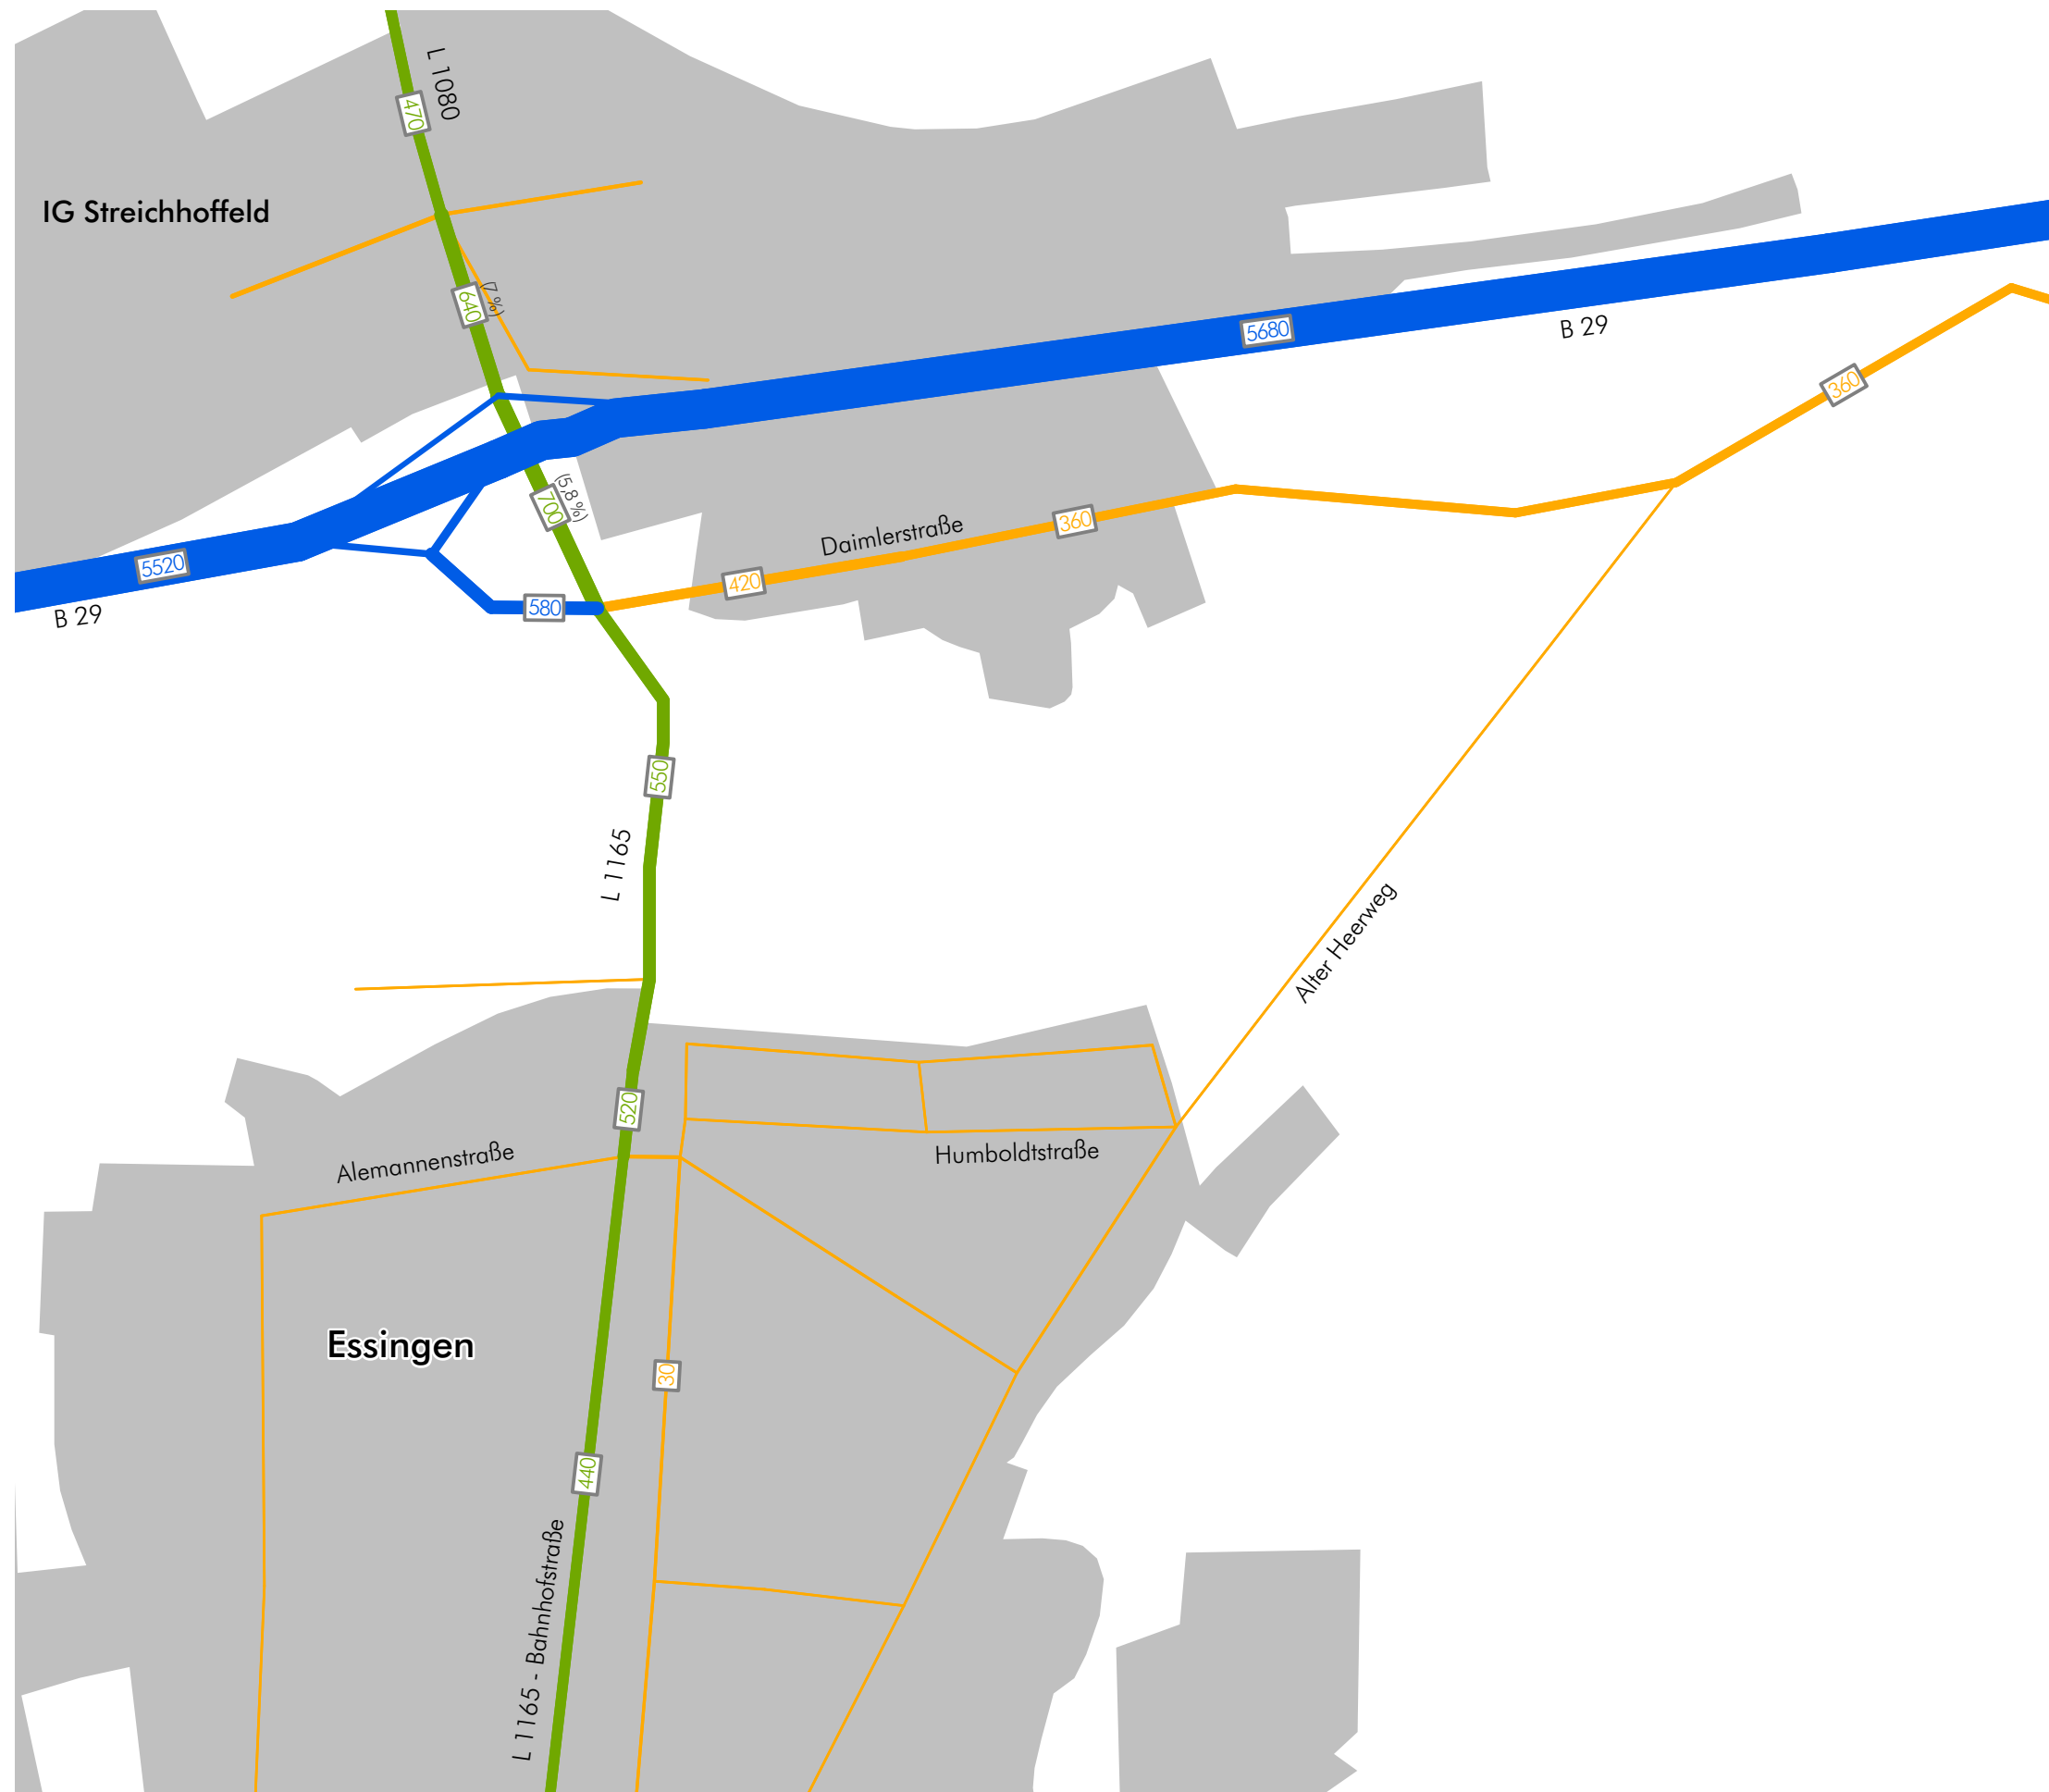 L 1080
470
IG Streichhoffeld
640
(7 %)
5680
B 29
360
700
(5,8 %)
Daimlerstraße
360
5520
420
580
B 29
550
L 1165
Alter Heerweg
520
Alemannenstraße
Humboldtstraße
Essingen
30
440
L 1165 - Bahnhofstraße